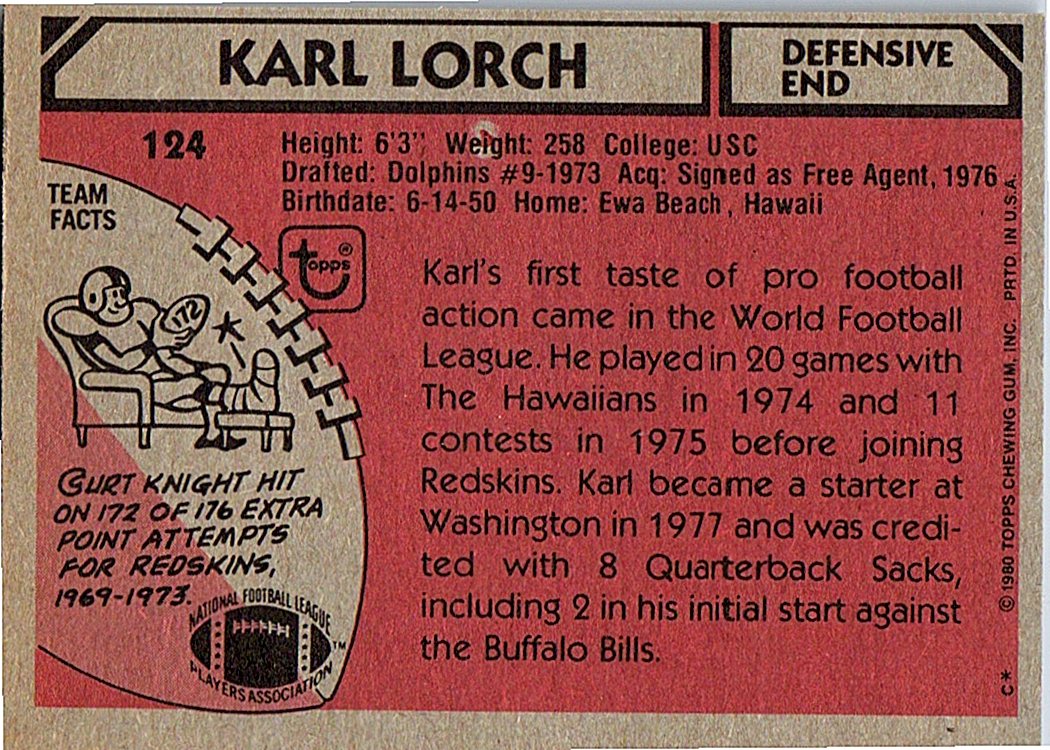 KARL LORCH
DEFENSIVE
END
124
Height: 6'3" Weight: 258 College: USC
Drafted: Dolphins #9-1973 Acq: Signed as Free Agent, 1976
Birthdate: 6-14-50 Home: Ewa Beach, Hawaii
TEAM
FACTS
topps®
172
CURT KNIGHT HIT
ON 172 OF 176 EXTRA
POINT ATTEMPTS
FOR REDSKINS,
1969-1973.
NATIONAL FOOTBALL LEAGUE
PLAYERS ASSOCIATION
TM
Karl's first taste of pro football
action came in the World Football
League. He played in 20 games with
The Hawaiians in 1974 and 11
contests in 1975 before joining
Redskins. Karl became a starter at
Washington in 1977 and was credi-
ted with 8 Quarterback Sacks,
including 2 in his initial start against
the Buffalo Bills.
© 1980 TOPPS CHEWING GUM, INC. PRTD IN U.S.A.
C*